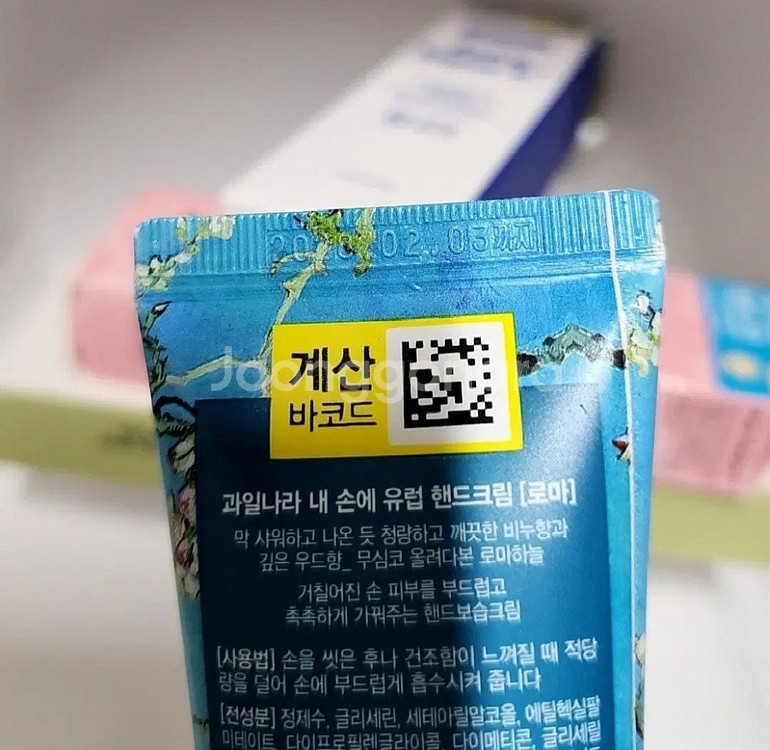 02.03까지
계산
바코드
과일나라 내 손에 유럽 핸드크림 [로마]
막 샤워하고 나온 듯 청량하고 깨끗한 비누향과
깊은 우드향_ 무심코 올려다본 로마하늘
거칠어진 손 피부를 부드럽고
촉촉하게 가꿔주는 핸드보습크림
[사용법] 손을 씻은 후나 건조함이 느껴질 때 적당
량을 덜어 손에 부드럽게 흡수시켜 줍니다
[전성분] 정제수, 글리세린, 세테아릴알코올, 에틸헥실팔
미테이트, 다이프로필렌글라이콜, 다이메티콘, 글리세릴